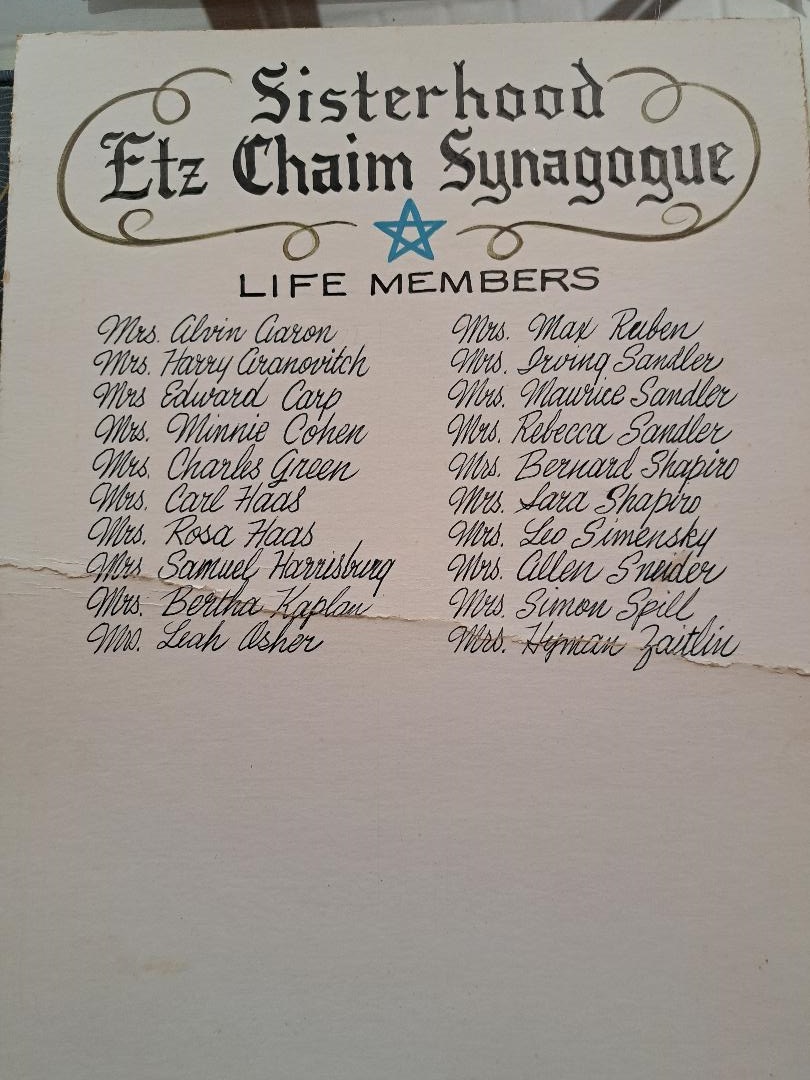 Sisterhood
Etz Chaim Synagogue
LIFE MEMBERS
Mrs. Alvin Aaron
Mrs. Harry Aranovitch
Mrs Edward Carp
Mrs. Minnie Cohen
Mrs. Charles Green
Mrs. Carl Haas
Mrs. Rosa Haas
Mrs Samuel Harrisburg
Mrs. Bertha Kaplan
Mrs. Leah Osher
Mrs. Max Ruben
Mrs. Irving Sandler
Mrs. Maurice Sandler
Mrs. Rebecca Sandler
Mrs. Bernard Shapiro
Mrs. Sara Shapiro
Mrs. Leo Simensky
Mrs. Allen Sneider
Mrs. Simon Spill
Mrs. Hyman Zaitlin